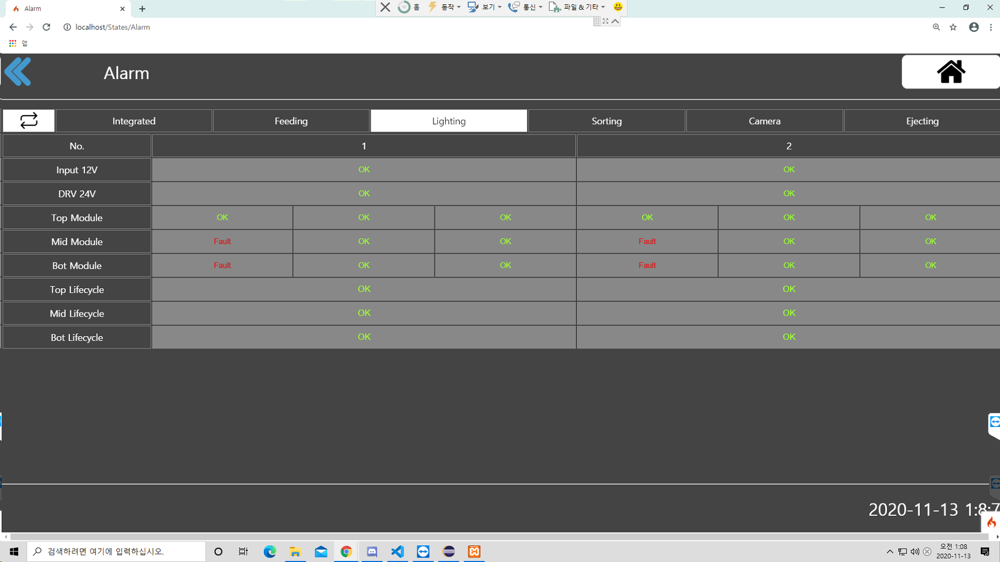 Alarm
홈 동작 보기 통신 파일 & 기타
localhost/States/Alarm
앱
Alarm
Integrated Feeding Lighting Sorting Camera Ejecting
No. 1 2
Input 12V OK OK
DRV 24V OK OK
Top Module OK OK OK OK OK OK
Mid Module Fault OK OK Fault OK OK
Bot Module Fault OK OK Fault OK OK
Top Lifecycle OK OK
Mid Lifecycle OK OK
Bot Lifecycle OK OK
2020-11-13 1:8:7
검색하려면 여기에 입력하십시오.
오전 1:08
2020-11-13